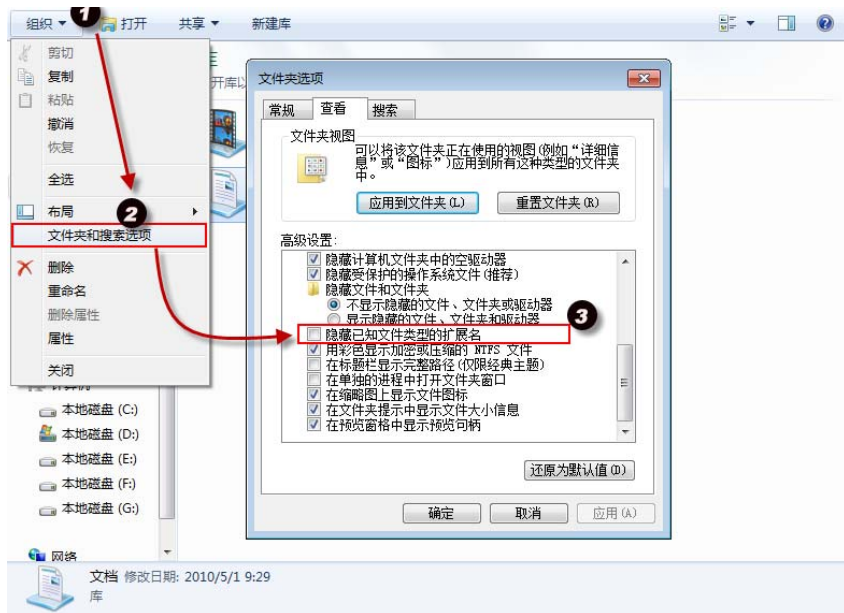 组织 ▼ 打开 共享 ▼ 新建库
1
剪切
复制
粘贴
撤消
恢复
全选
布局
2
文件夹和搜索选项
删除
重命名
删除属性
属性
关闭
开库以
文件夹选项
常规 查看 搜索
文件夹视图
可以将该文件夹正在使用的视图(例如“详细信
息”或“图标”)应用到所有这种类型的文件夹
中。
应用到文件夹(L) 重置文件夹(R)
高级设置:
隐藏计算机文件夹中的空驱动器
隐藏受保护的操作系统文件(推荐)
隐藏文件和文件夹
不显示隐藏的文件、文件夹或驱动器
显示隐藏的文件、文件夹和驱动器
3
隐藏已知文件类型的扩展名
用彩色显示加密或压缩的 NTFS 文件
在标题栏显示完整路径(仅限经典主题)
在单独的进程中打开文件夹窗口
在缩略图上显示文件图标
在文件夹提示中显示文件大小信息
在预览窗格中显示预览句柄
还原为默认值(D)
确定 取消 应用(A)
本地磁盘 (C:)
本地磁盘 (D:)
本地磁盘 (E:)
本地磁盘 (F:)
本地磁盘 (G:)
网络
文档 修改日期: 2010/5/1 9:29
库